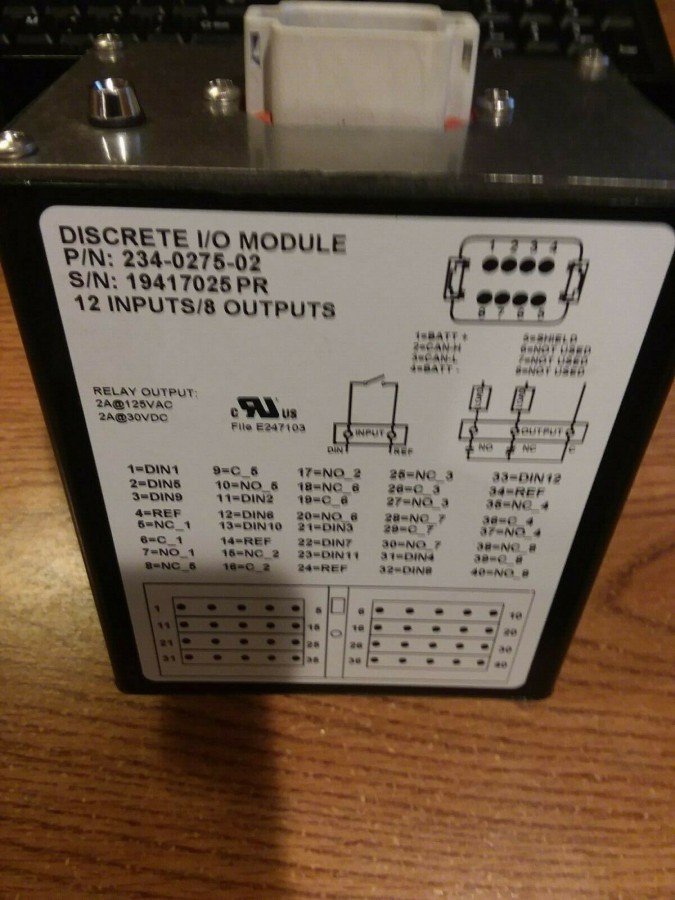 DISCRETE I/O MODULE
P/N: 234-0275-02
S/N: 19417025 PR
12 INPUTS/8 OUTPUTS
1 2 3 4
8 7 6 5
1=BATT + 5=SHIELD
2=CAN-H 6=NOT USED
3=CAN-L 7=NOT USED
4=BATT - 8=NOT USED
RELAY OUTPUT:
2A@125VAC
2A@30VDC
C RU US
File E247103
INPUT
DIN REF
OUTPUT
NO NC C
1=DIN1 9=C_5 17=NO_2 25=NC_3 33=DIN12
2=DIN5 10=NO_5 18=NC_6 26=C_3 34=REF
3=DIN9 11=DIN2 19=C_6 27=NO_3 35=NC_4
4=REF 12=DIN6 20=NO_6 28=NC_7 36=C_4
5=NC_1 13=DIN10 21=DIN3 29=C_7 37=NO_4
6=C_1 14=REF 22=DIN7 30=NO_7 38=NC_8
7=NO_1 15=NC_2 23=DIN11 31=DIN4 39=C_8
8=NC_5 16=C_2 24=REF 32=DIN8 40=NO_8
1 5 6 10
11 15 16 20
21 25 26 30
31 35 36 40